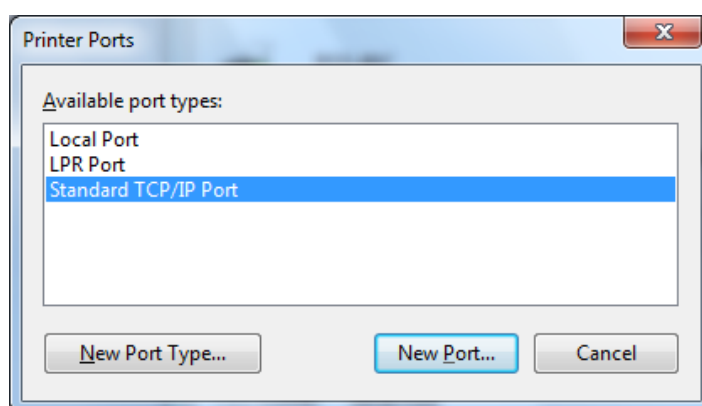 Printer Ports
Available port types:
Local Port
LPR Port
Standard TCP/IP Port
New Port Type...
New Port...
Cancel